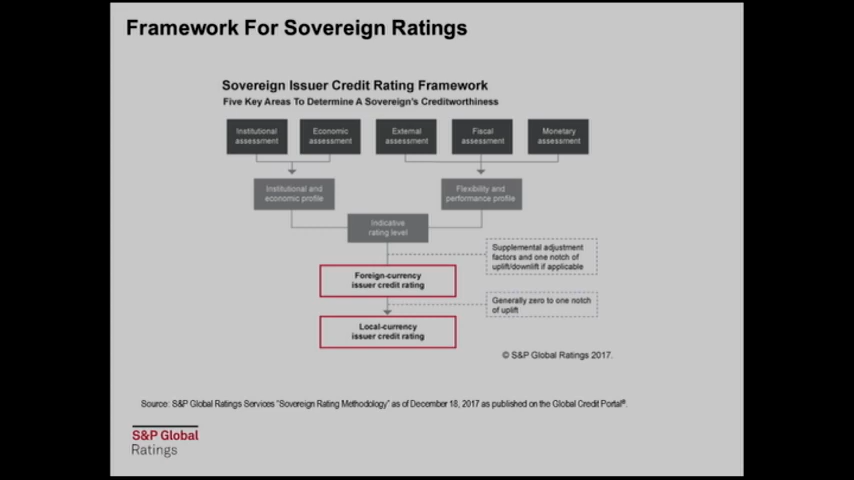 Framework For Sovereign Ratings
Sovereign Issuer Credit Rating Framework
Five Key Areas To Determine A Sovereign's Creditworthiness
Institutional
assessment
Economic
assessment
External
assessment
Fiscal
assessment
Monetary
assessment
Institutional and
economic profile
Flexibility and
performance profile
Indicative
rating level
Supplemental adjustment
factors and one notch of
uplift/downlift if applicable
Foreign-currency
issuer credit rating
Generally zero to one notch
of uplift
Local-currency
issuer credit rating
© S&P Global Ratings 2017.
Source: S&P Global Ratings Services "Sovereign Rating Methodology" as of December 18, 2017 as published on the Global Credit Portal®.
S&P Global
Ratings